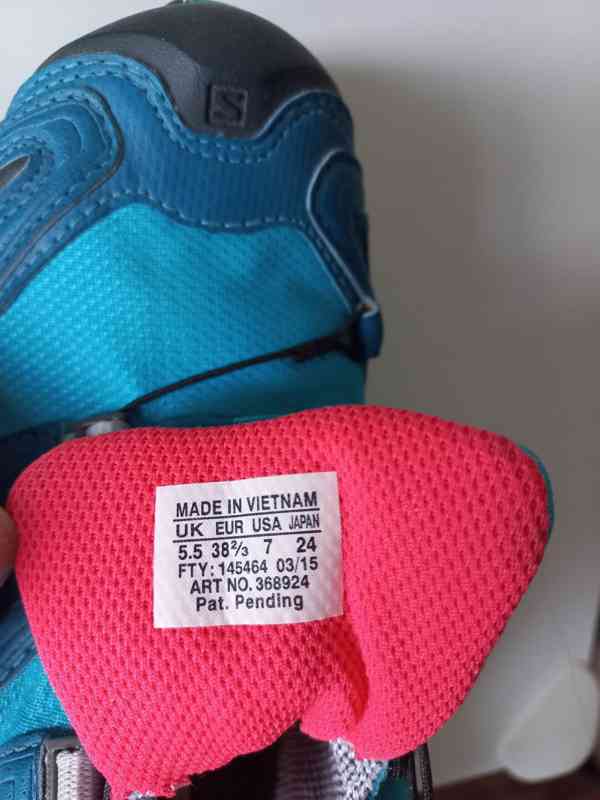 S
MADE IN VIETNAM
UK EUR USA JAPAN
5.5 38⅔ 7 24
FTY: 145464 03/15
ART NO. 368924
Pat. Pending